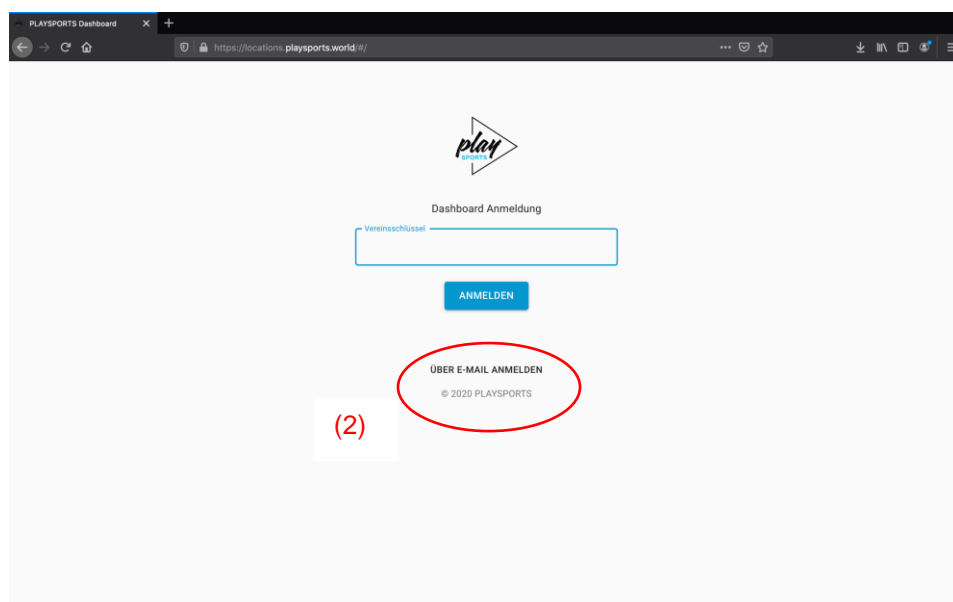 PLAYSPORTS Dashboard
https://locations.playsports.world/#/
play
SPORTS
Dashboard Anmeldung
Vereinsschlüssel
ANMELDEN
ÜBER E-MAIL ANMELDEN
© 2020 PLAYSPORTS
(2)